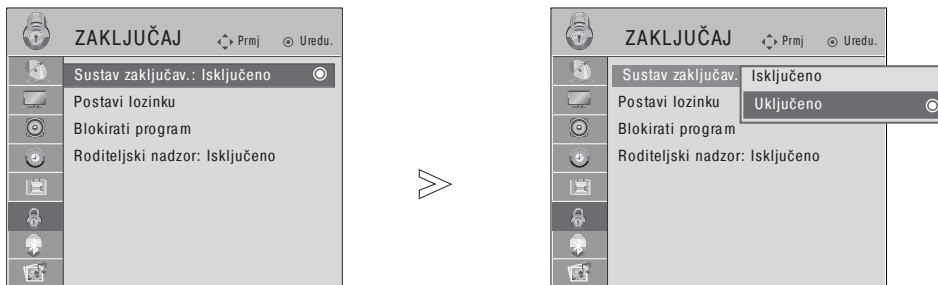 ZAKLJUČAJ Prmj Uredu.
Sustav zaključav.: Isključeno
Postavi lozinku
Blokirati program
Roditeljski nadzor: Isključeno
ZAKLJUČAJ Prmj Uredu.
Sustav zaključav. Isključeno
Postavi lozinku Uključeno
Blokirati program
Roditeljski nadzor: Isključeno